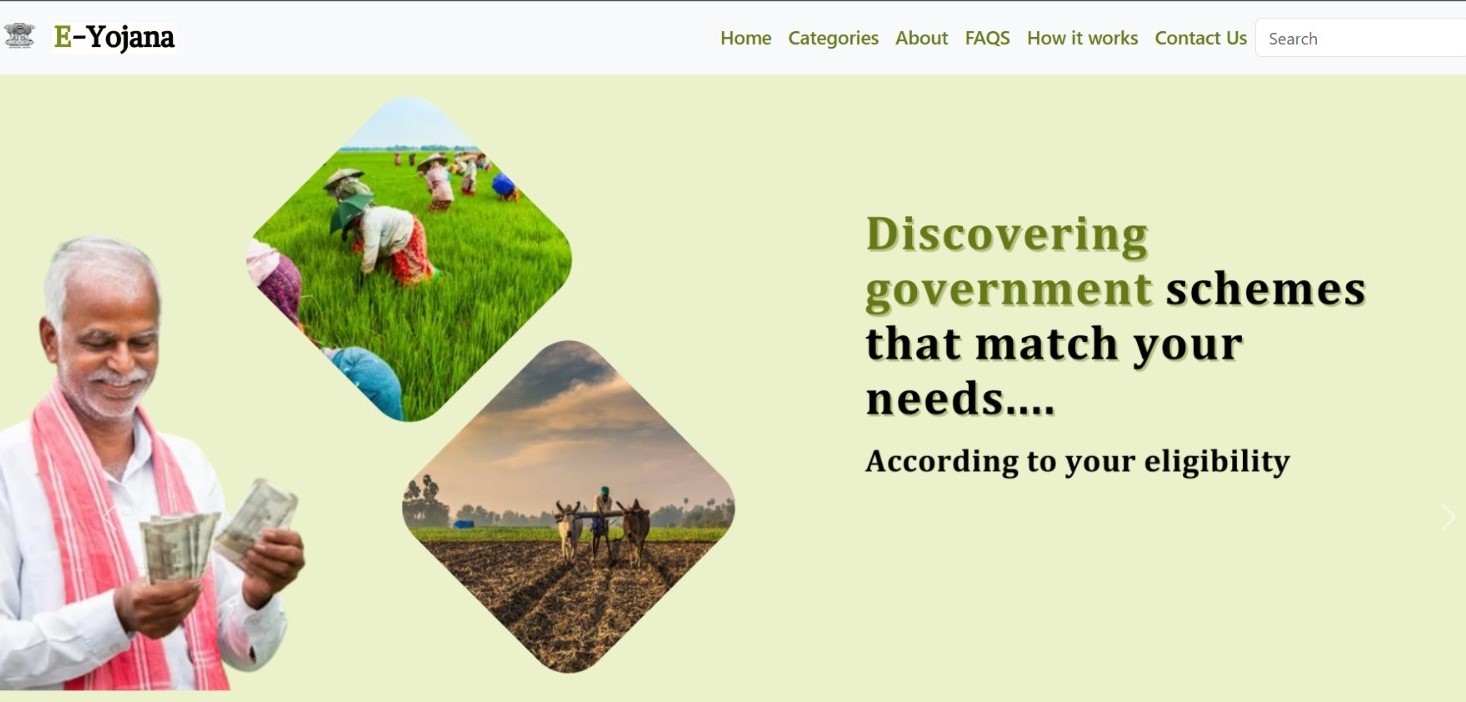 E-Yojana
Home Categories About FAQS How it works Contact Us Search
Discovering
government schemes
that match your
needs....
According to your eligibility